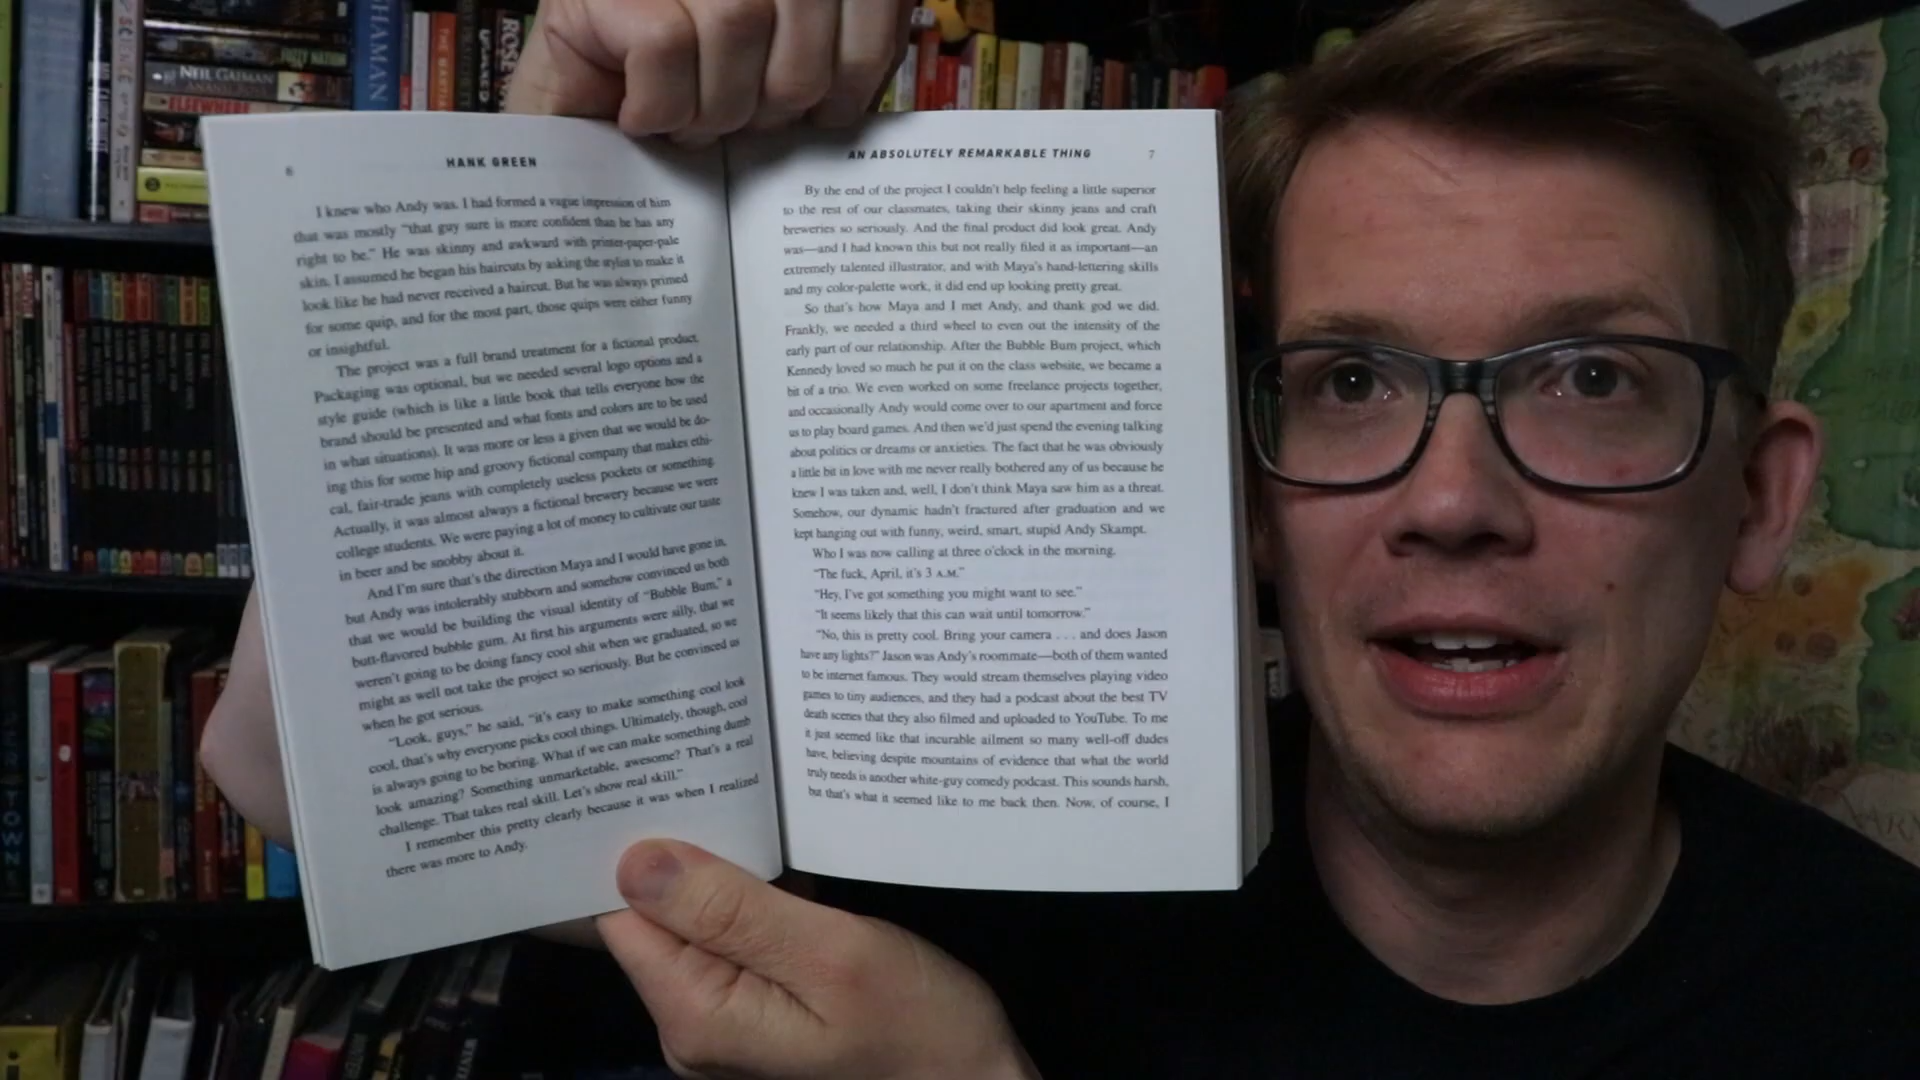 SCIENCE
FUZZY NATION
NEIL GAIMAN
ELSEWHERE
HAMAN
6
HANK GREEN
I knew who Andy was. I had formed a vague impression of him
that was mostly “that guy sure is more confident than he has any
right to be.” He was skinny and awkward with printer-paper-pale
skin. I assumed he began his haircuts by asking the stylist to make it
look like he had never received a haircut. But he was always primed
for some quip, and for the most part, those quips were either funny
or insightful.
The project was a full brand treatment for a fictional product.
Packaging was optional, but we needed several logo options and a
style guide (which is like a little book that tells everyone how the
brand should be presented and what fonts and colors are to be used
in what situations). It was more or less a given that we would be do-
ing this for some hip and groovy fictional company that makes ethi-
cal, fair-trade jeans with completely useless pockets or something.
Actually, it was almost always a fictional brewery because we were
college students. We were paying a lot of money to cultivate our taste
in beer and be snobby about it.
And I’m sure that’s the direction Maya and I would have gone in,
but Andy was intolerably stubborn and somehow convinced us both
that we would be building the visual identity of “Bubble Bum,” a
butt-flavored bubble gum. At first his arguments were silly, that we
weren’t going to be doing fancy cool shit when we graduated, so we
might as well not take the project so seriously. But he convinced us
when he got serious.
“Look, guys,” he said, “it’s easy to make something cool look
cool, that’s why everyone picks cool things. Ultimately, though, cool
is always going to be boring. What if we can make something dumb
look amazing? Something unmarketable, awesome? That’s a real
challenge. That takes real skill. Let’s show real skill.”
I remember this pretty clearly because it was when I realized
there was more to Andy.
AN ABSOLUTELY REMARKABLE THING
7
By the end of the project I couldn’t help feeling a little superior
to the rest of our classmates, taking their skinny jeans and craft
breweries so seriously. And the final product did look great. Andy
was—and I had known this but not really filed it as important—an
extremely talented illustrator, and with Maya’s hand-lettering skills
and my color-palette work, it did end up looking pretty great.
So that’s how Maya and I met Andy, and thank god we did.
Frankly, we needed a third wheel to even out the intensity of the
early part of our relationship. After the Bubble Bum project, which
Kennedy loved so much he put it on the class website, we became a
bit of a trio. We even worked on some freelance projects together,
and occasionally Andy would come over to our apartment and force
us to play board games. And then we’d just spend the evening talking
about politics or dreams or anxieties. The fact that he was obviously
a little bit in love with me never really bothered any of us because he
knew I was taken and, well, I don’t think Maya saw him as a threat.
Somehow, our dynamic hadn’t fractured after graduation and we
kept hanging out with funny, weird, smart, stupid Andy Skampt.
Who I was now calling at three o’clock in the morning.
“The fuck, April, it’s 3 A.M.”
“Hey, I’ve got something you might want to see.”
“It seems likely that this can wait until tomorrow.”
“No, this is pretty cool. Bring your camera . . . and does Jason
have any lights?” Jason was Andy’s roommate—both of them wanted
to be internet famous. They would stream themselves playing video
games to tiny audiences, and they had a podcast about the best TV
death scenes that they also filmed and uploaded to YouTube. To me
it just seemed like that incurable ailment so many well-off dudes
have, believing despite mountains of evidence that what the world
truly needs is another white-guy comedy podcast. This sounds harsh,
but that’s what it seemed like to me back then. Now, of course, I